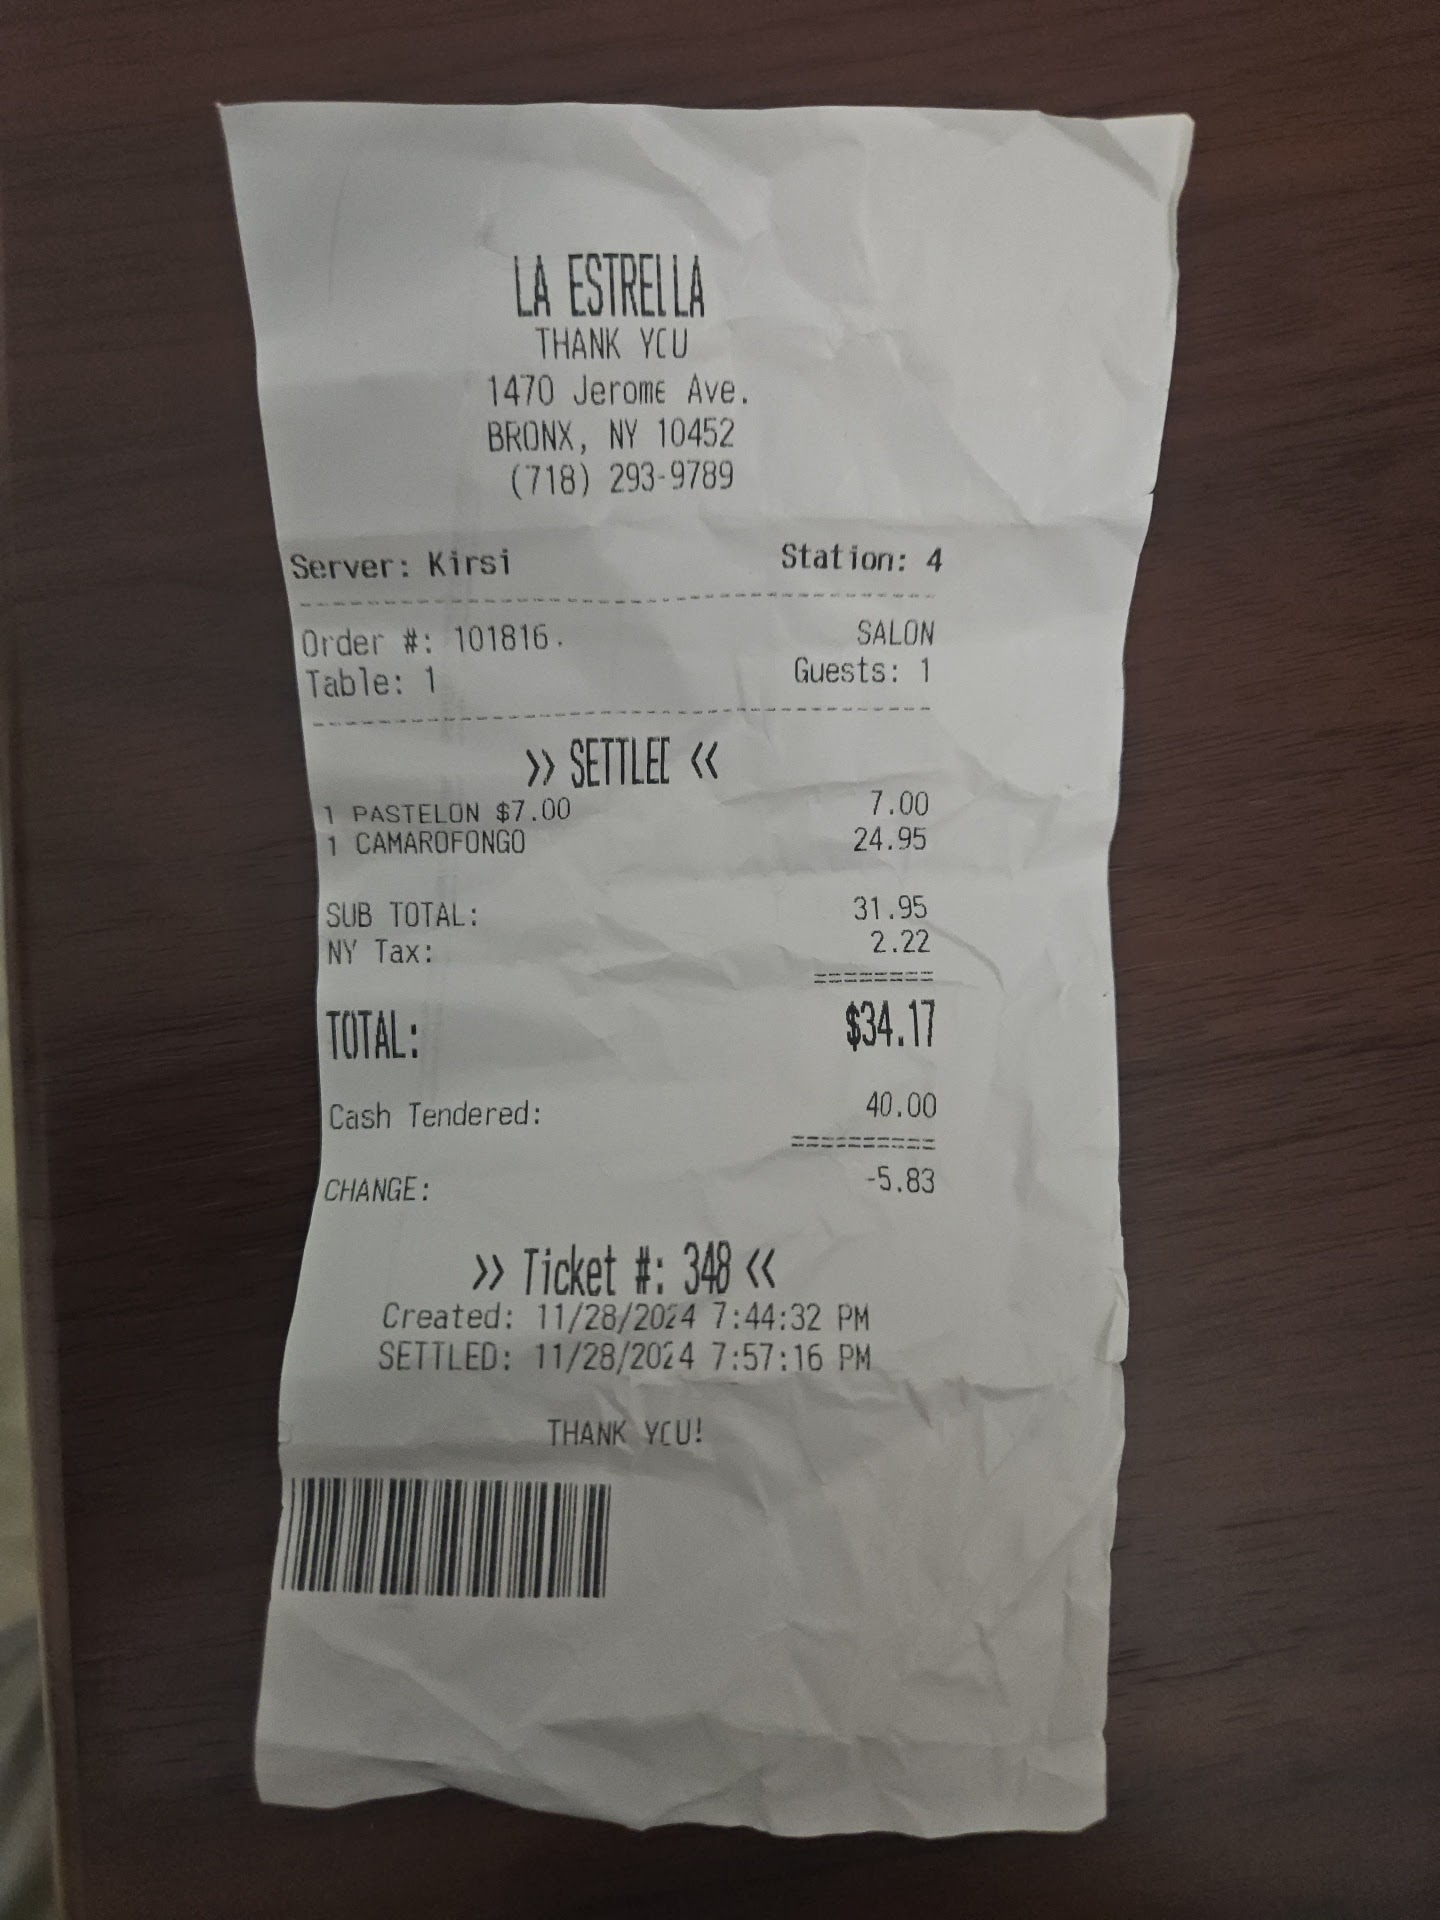 LA ESTRELLA
THANK YOU
1470 Jerome Ave.
BRONX, NY 10452
(718) 293-9789
Server: Kirsi Station: 4
Order #: 101816. SALON
Table: 1 Guests: 1
>> SETTLED <<
1 PASTELON $7.00 7.00
1 CAMAROFONGO 24.95
SUB TOTAL: 31.95
NY Tax: 2.22
========
TOTAL: $34.17
Cash Tendered: 40.00
==========
CHANGE: -5.83
>> Ticket #: 348 <<
Created: 11/28/2024 7:44:32 PM
SETTLED: 11/28/2024 7:57:16 PM
THANK YOU!